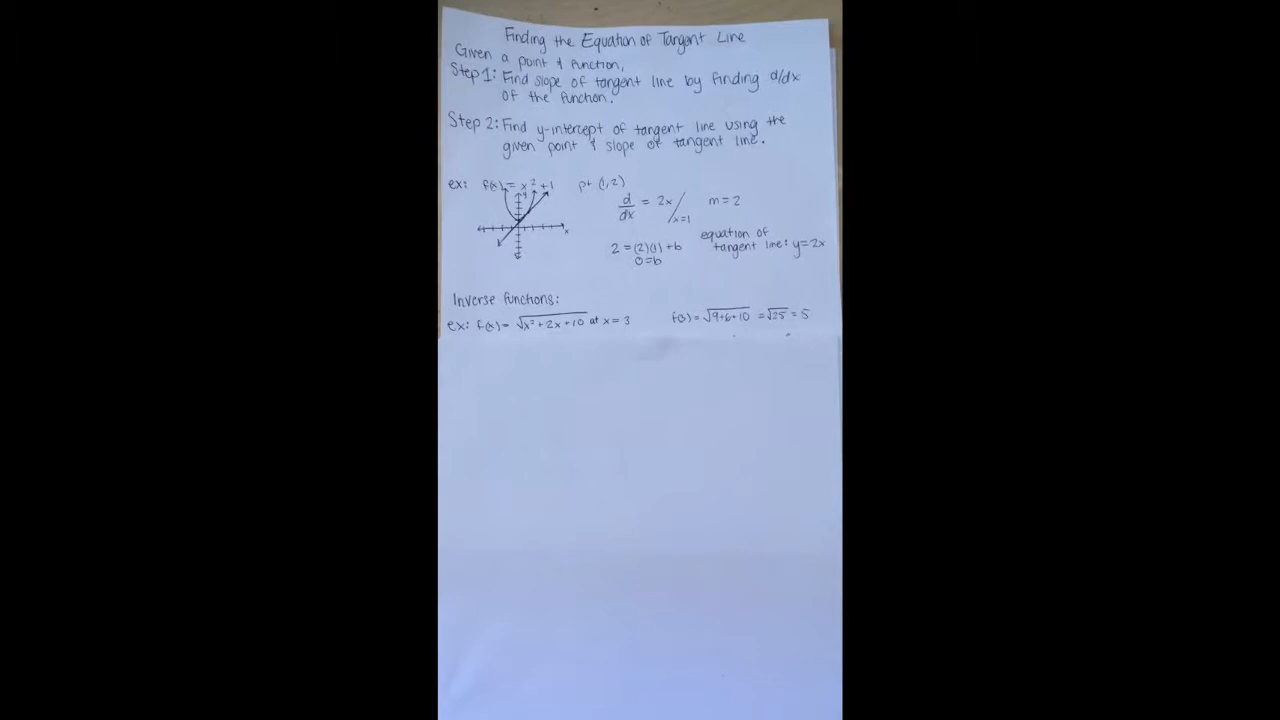 Finding the Equation of Tangent Line
Given a point & function,
Step 1: Find slope of tangent line by finding d/dx
of the function.
Step 2: Find y-intercept of tangent line using the
given point & slope of tangent line.
ex: f(x) = x² + 1 pt (1,2)
y
d/dx = 2x / x=1 m = 2
x
equation of
2 = (2)(1) + b tangent line: y=2x
0=b
Inverse functions:
ex: f(x) = √x²+2x+10 at x = 3 f(3) = √9+6+10 = √25 = 5